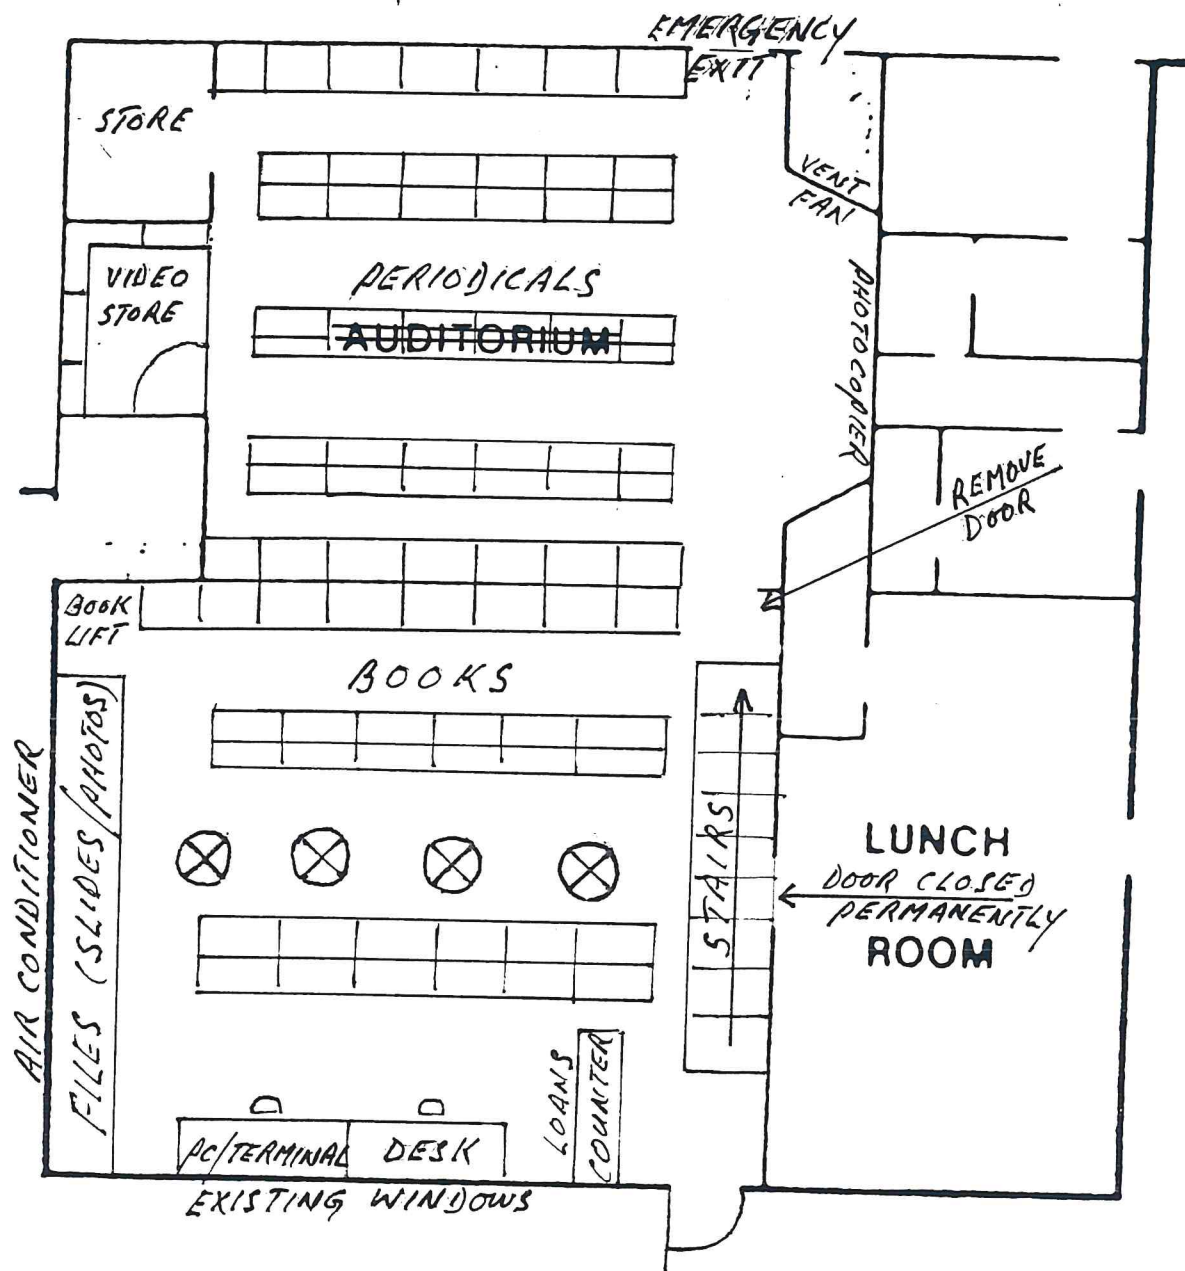 EMERGENCY
EXIT
STORE
VENT
FAN
VIDEO
STORE
PERIODICALS
AUDITORIUM
PHOTOCOPIER
REMOVE
DOOR
BOOK
LIFT
BOOKS
AIR CONDITIONER
FILES (SLIDES/PHOTOS)
STAIRS
LUNCH
DOOR CLOSED
PERMANENTLY
ROOM
LOANS
COUNTER
PC/TERMINAL
DESK
EXISTING WINDOWS